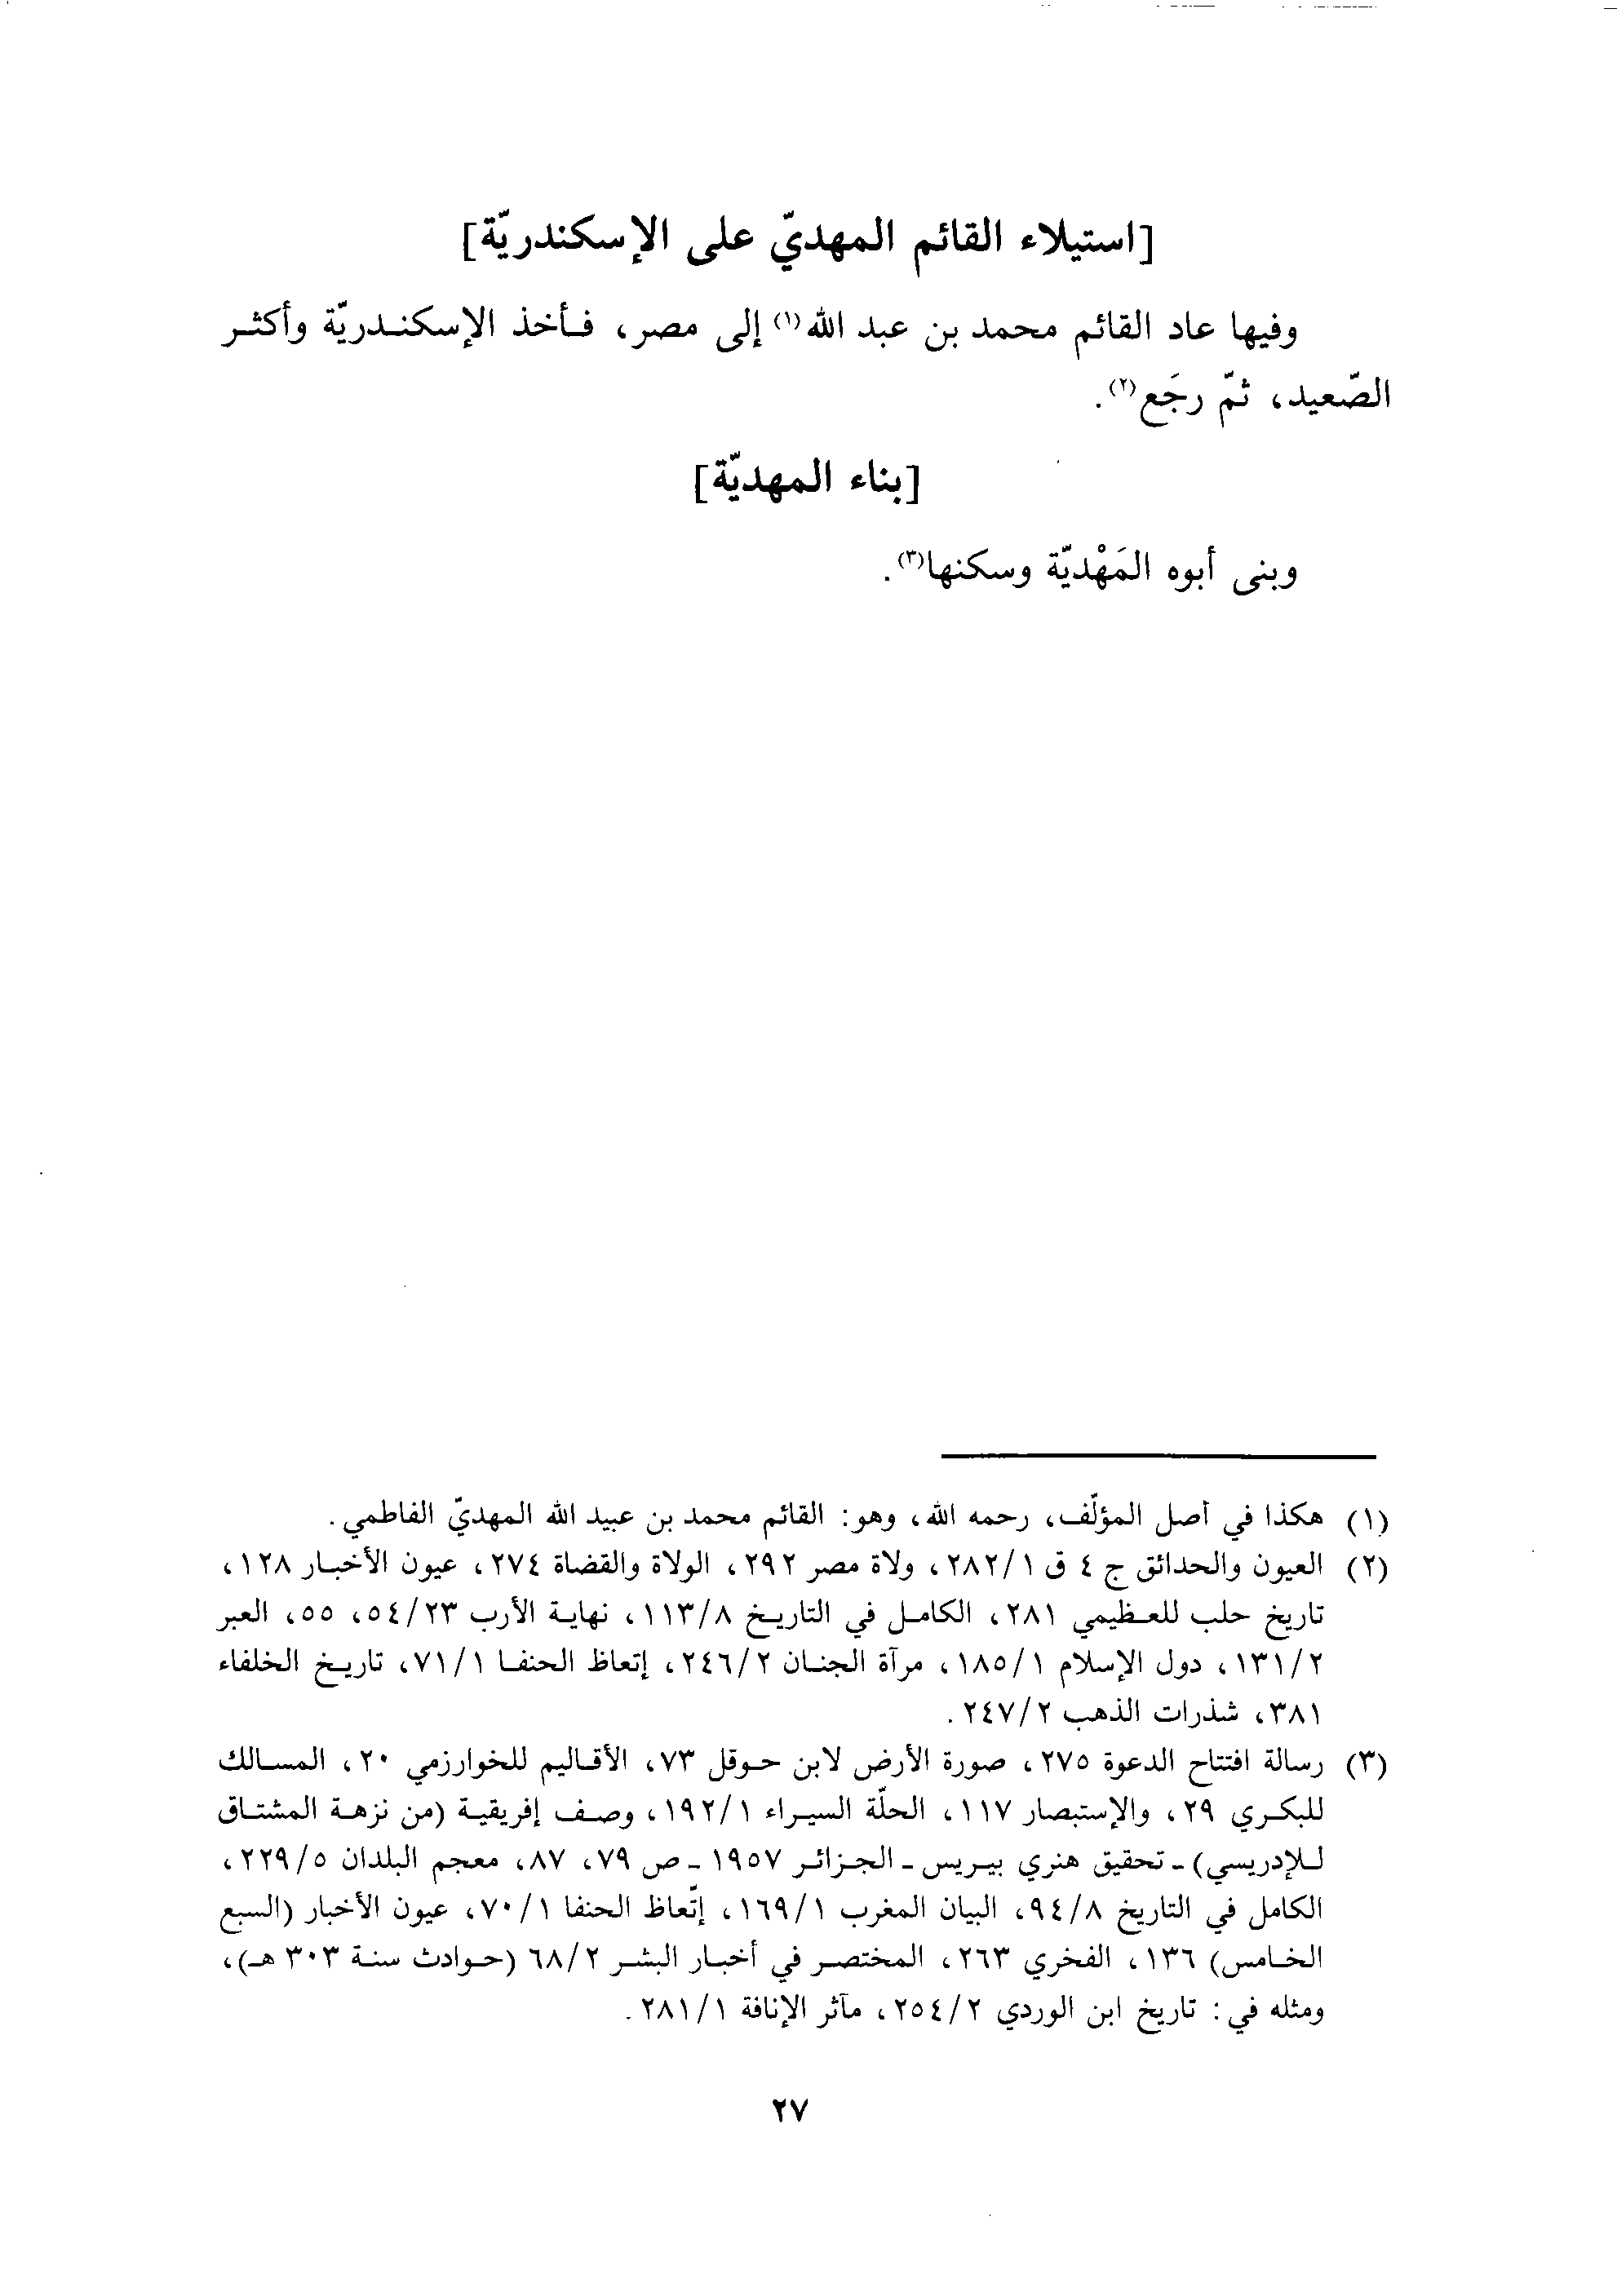 [استيلاء القائم المهديّ على الإسكندريّة]
وفيها عاد القائم محمد بن عبد الله(١) إلى مصر، فأخذ الإسكندريّة وأكثر
الصّعيد، ثمّ رجَع(٢).
[بناء المهديّة]
وبنى أبوه المَهْديّة وسكنها(٣).
(١) هكذا في أصل المؤلّف، رحمه الله، وهو: القائم محمد بن عبيد الله المهديّ الفاطمي.
(٢) العيون والحدائق ج ٤ ق ٢٨٢/١، ولاة مصر ٢٩٢، الولاة والقضاة ٢٧٤، عيون الأخبار ١٢٨،
تاريخ حلب للعظيمي ٢٨١، الكامل في التاريخ ١١٣/٨، نهاية الأرب ٥٤/٢٣، ٥٥، العبر
١٣١/٢، دول الإسلام ١٨٥/١، مرآة الجنان ٢٤٦/٢، إتعاظ الحنفا ٧١/١، تاريخ الخلفاء
٣٨١، شذرات الذهب ٢٤٧/٢.
(٣) رسالة افتتاح الدعوة ٢٧٥، صورة الأرض لابن حوقل ٧٣، الأقاليم للخوارزمي ٢٠، المسالك
للبكري ٢٩، والإستبصار ١١٧، الحلّة السيراء ١٩٢/١، وصف إفريقية (من نزهة المشتاق
للإدريسي) - تحقيق هنري بيريس - الجزائر ١٩٥٧ - ص ٧٩، ٨٧، معجم البلدان ٢٢٩/٥،
الكامل في التاريخ ٩٤/٨، البيان المغرب ١٦٩/١، إتّعاظ الحنفا ٧٠/١، عيون الأخبار (السبع
الخامس) ١٣٦، الفخري ٢٦٣، المختصر في أخبار البشر ٦٨/٢ (حوادث سنة ٣٠٣ هـ)،
ومثله في: تاريخ ابن الوردي ٢٥٤/٢، مآثر الإنافة ٢٨١/١.
٢٧